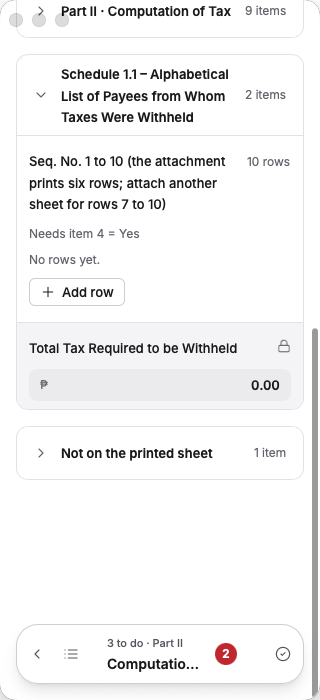 Part II · Computation of Tax 9 items
Schedule 1.1 – Alphabetical
List of Payees from Whom
Taxes Were Withheld
2 items
Seq. No. 1 to 10 (the attachment
prints six rows; attach another
sheet for rows 7 to 10)
10 rows
Needs item 4 = Yes
No rows yet.
Add row
Total Tax Required to be Withheld
₱ 0.00
Not on the printed sheet 1 item
3 to do · Part II
Computatio...
2